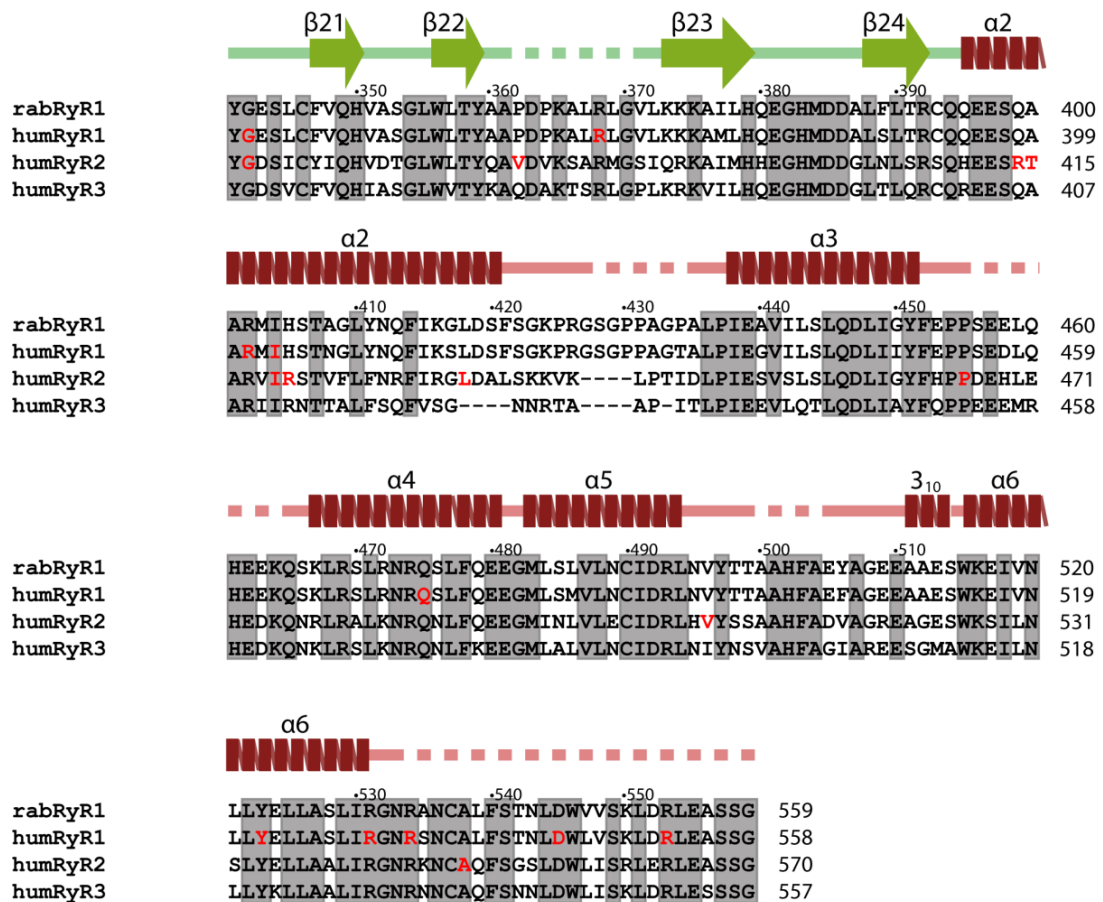 β21 β22 β23 β24 α2
•350 •360 •370 •380 •390
rabRyR1 YGESLCFVQHVASGLWLTYAAPDPKALRLGVLKKKAILHQEGHMDDALFLTRCQQEESQA 400
humRyR1 YGESLCFVQHVASGLWLTYAAPDPKALRLGVLKKKAMLHQEGHMDDALSLTRCQQEESQA 399
humRyR2 YGDSICYIQHVDTGLWLTYQAVDVKSARMGSIQRKAIMHHEGHMDDGLNLSRSQHEESRT 415
humRyR3 YGDSVCFIQHIASGLWVTYKAQDAKTSRLGPLKRKVILHQEGHMDDGLTLQRCQREESQA 407
α2 α3
•410 •420 •430 •440 •450
rabRyR1 ARMIHSTAGLYNQFIKGLDSFSGKPRGSGPPAGPALPIEAVILSLQDLIGYFEPPSEELQ 460
humRyR1 ARMIHSTNGLYNQFIKSLDSFSGKPRGSGPPAGTALPIEGVILSLQDLIIYFEPPSEDLQ 459
humRyR2 ARVIRSTVFLFNRFIRGLDALSKKVK----LPTIDLPIESVSLSLQDLIGYFHPPDEHLE 471
humRyR3 ARIIRNTTALFSQFVSG----NNRTA----AP-ITLPIEEVLQTLQDLIAYFQPPEEEMR 458
α4 α5 3₁₀ α6
•470 •480 •490 •500 •510
rabRyR1 HEEKQSKLRSLRNRQSLFQEEGMLSLVLNCIDRLNVYTTAAHFAEYAGEEAAESWKEIVN 520
humRyR1 HEEKQSKLRSLRNRQSLFQEEGMLSMVLNCIDRLNVYTTAAHFAEFAGEEAAESWKEIVN 519
humRyR2 HEDKQNRLRALKNRQNLFQEEGMINLVLECIDRLHVYSSAAHFADVAGREAGESWKSILN 531
humRyR3 HEDKQNKLRSLKNRQNLFKEEGMLALVLNCIDRLNIYNSVAHFAGIAREESGMAWKEILN 518
α6
•530 •540 •550
rabRyR1 LLYELLASLIRGNRANCALFSTNLDWVVSKLDRLEASSG 559
humRyR1 LLYELLASLIRGNRSNCALFSTNLDWLVSKLDRLEASSG 558
humRyR2 SLYELLAALIRGNRKNCAQFSGSLDWLISRLERLEASSG 570
humRyR3 LLYKLLAALIRGNRNNCAQFSNNLDWLISKLDRLESSSG 557